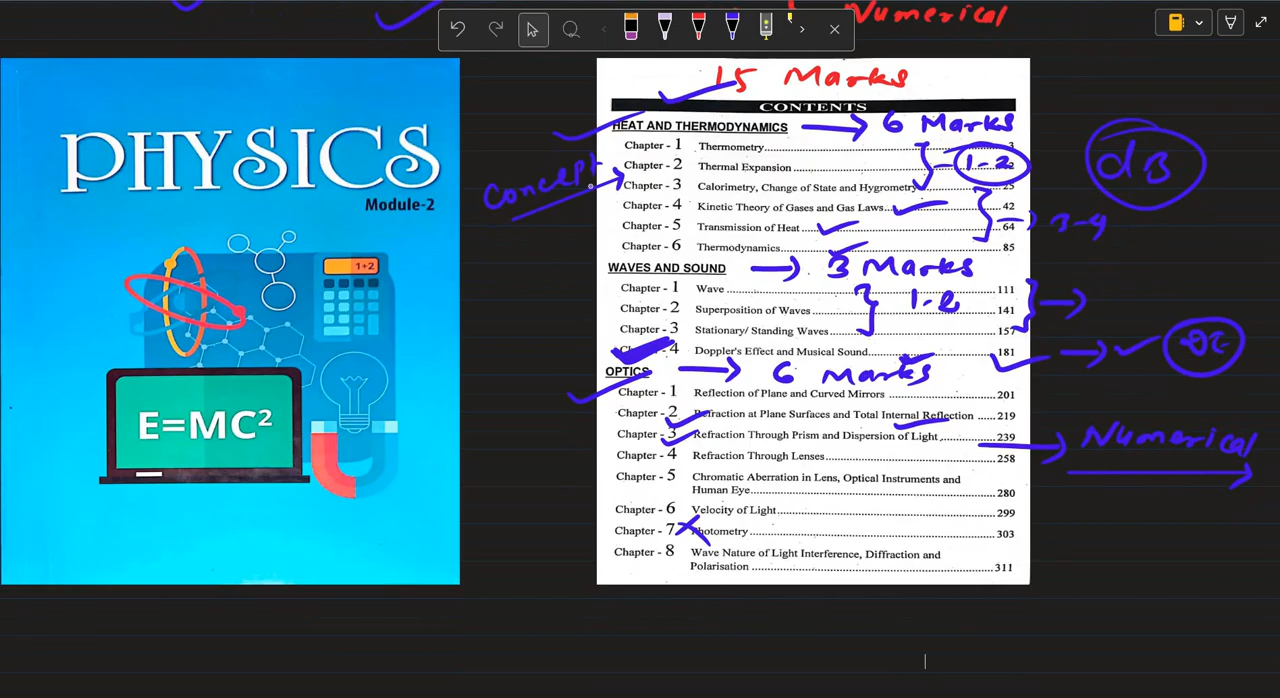 Numerical
PHYSICS
Module-2
1+2
E=MC²
15 Marks
CONTENTS
HEAT AND THERMODYNAMICS → 6 Marks
Chapter - 1 Thermometry 3
Chapter - 2 Thermal Expansion
1-2
Chapter - 3 Calorimetry, Change of State and Hygrometry 25
Concept
Chapter - 4 Kinetic Theory of Gases and Gas Laws 42
Chapter - 5 Transmission of Heat 64
3-4
Chapter - 6 Thermodynamics 85
dB
WAVES AND SOUND → 3 Marks
Chapter - 1 Wave 111
Chapter - 2 Superposition of Waves 141
Chapter - 3 Stationary/ Standing Waves 157
4 Doppler's Effect and Musical Sound 181
OPTICS → 6 Marks
Chapter - 1 Reflection of Plane and Curved Mirrors 201
Chapter - 2 Refraction at Plane Surfaces and Total Internal Reflection 219
Chapter - 3 Refraction Through Prism and Dispersion of Light 239 → Numerical
Chapter - 4 Refraction Through Lenses 258
Chapter - 5 Chromatic Aberration in Lens, Optical Instruments and
Human Eye 280
Chapter - 6 Velocity of Light 299
Chapter - 7 Photometry 303
Chapter - 8 Wave Nature of Light Interference, Diffraction and
Polarisation 311